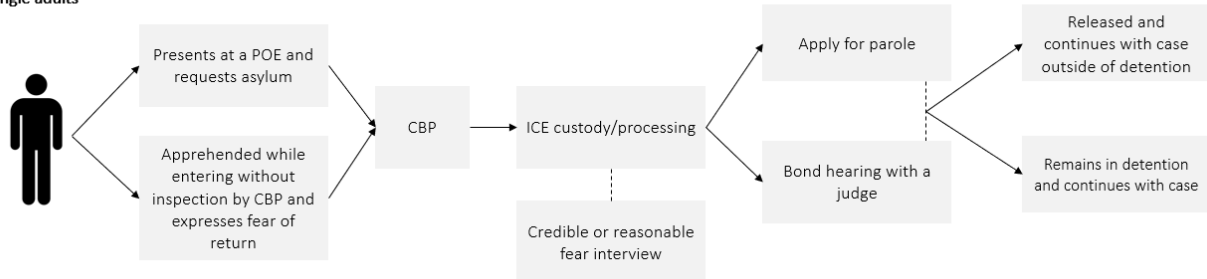 Presents at a POE and
requests asylum
Apprehended while
entering without
inspection by CBP and
expresses fear of
return
CBP
ICE custody/processing
Credible or reasonable
fear interview
Apply for parole
Bond hearing with a
judge
Released and
continues with case
outside of detention
Remains in detention
and continues with case